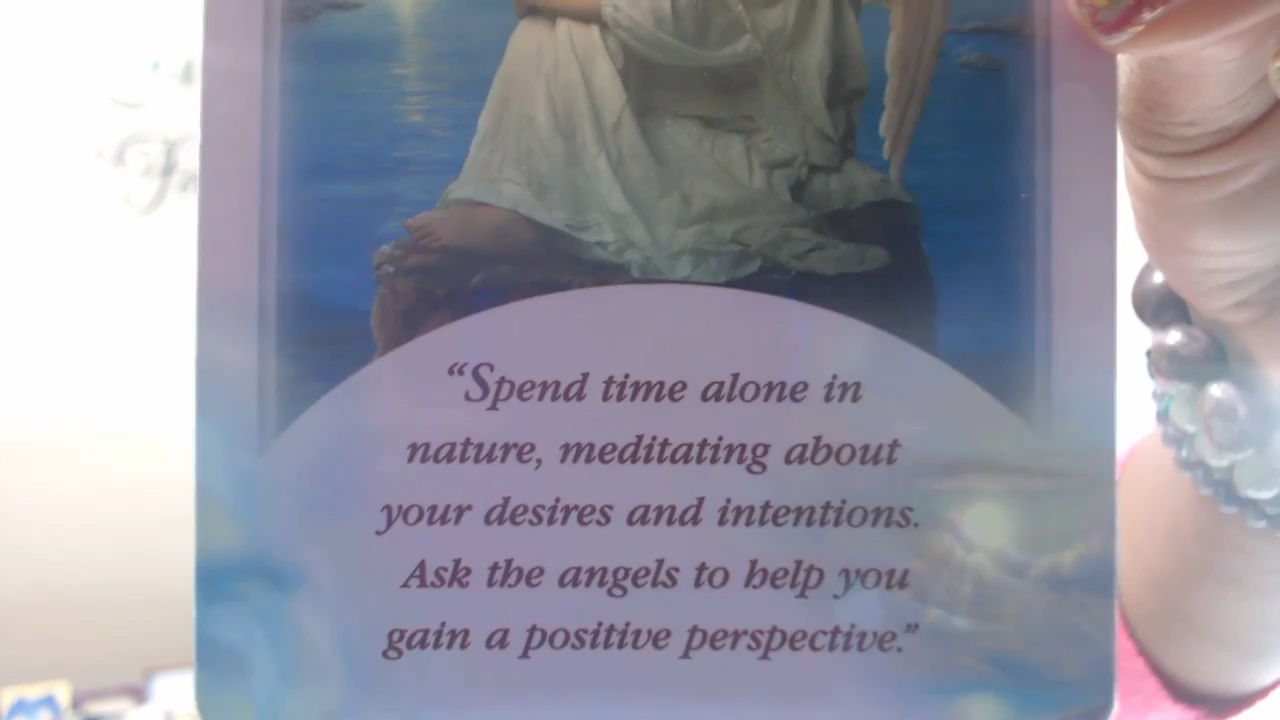 “Spend time alone in
nature, meditating about
your desires and intentions.
Ask the angels to help you
gain a positive perspective.”